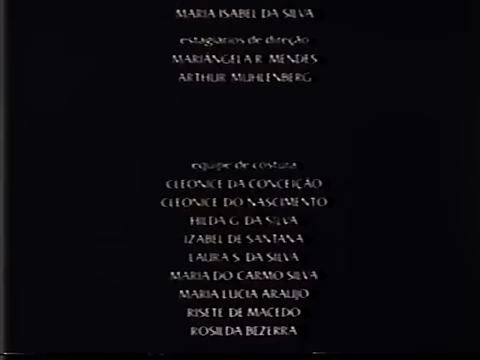 MARIA ISABEL DA SILVA
estagiários de direção
MARIÂNGELA R. MENDES
ARTHUR MUHLENBERG
equipe de costura
CLEONICE DA CONCEIÇÃO
CLEONICE DO NASCIMENTO
HILDA G. DA SILVA
IZABEL DE SANTANA
LAURA S. DA SILVA
MARIA DO CARMO SILVA
MARIA LUCIA ARAUJO
RISETE DE MACEDO
ROSILDA BEZERRA